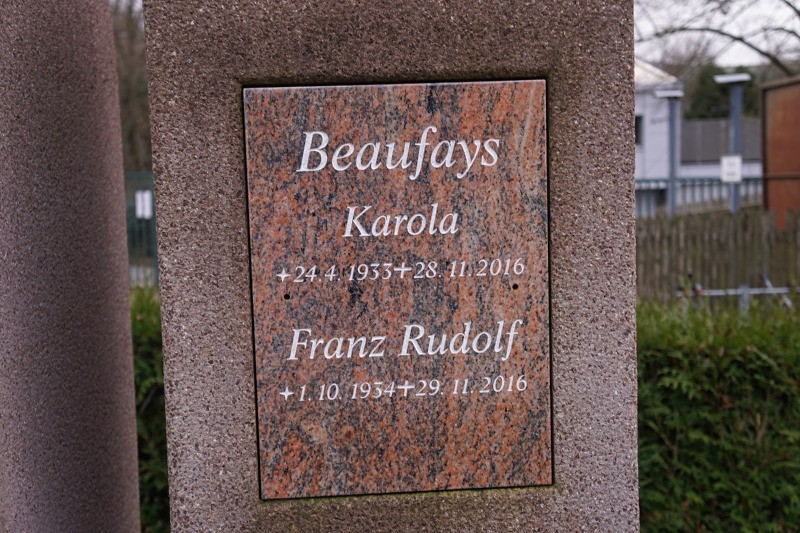 Beaufays
Karola
✦24.4.1933✝28.11.2016
Franz Rudolf
✦1.10.1934✝29.11.2016